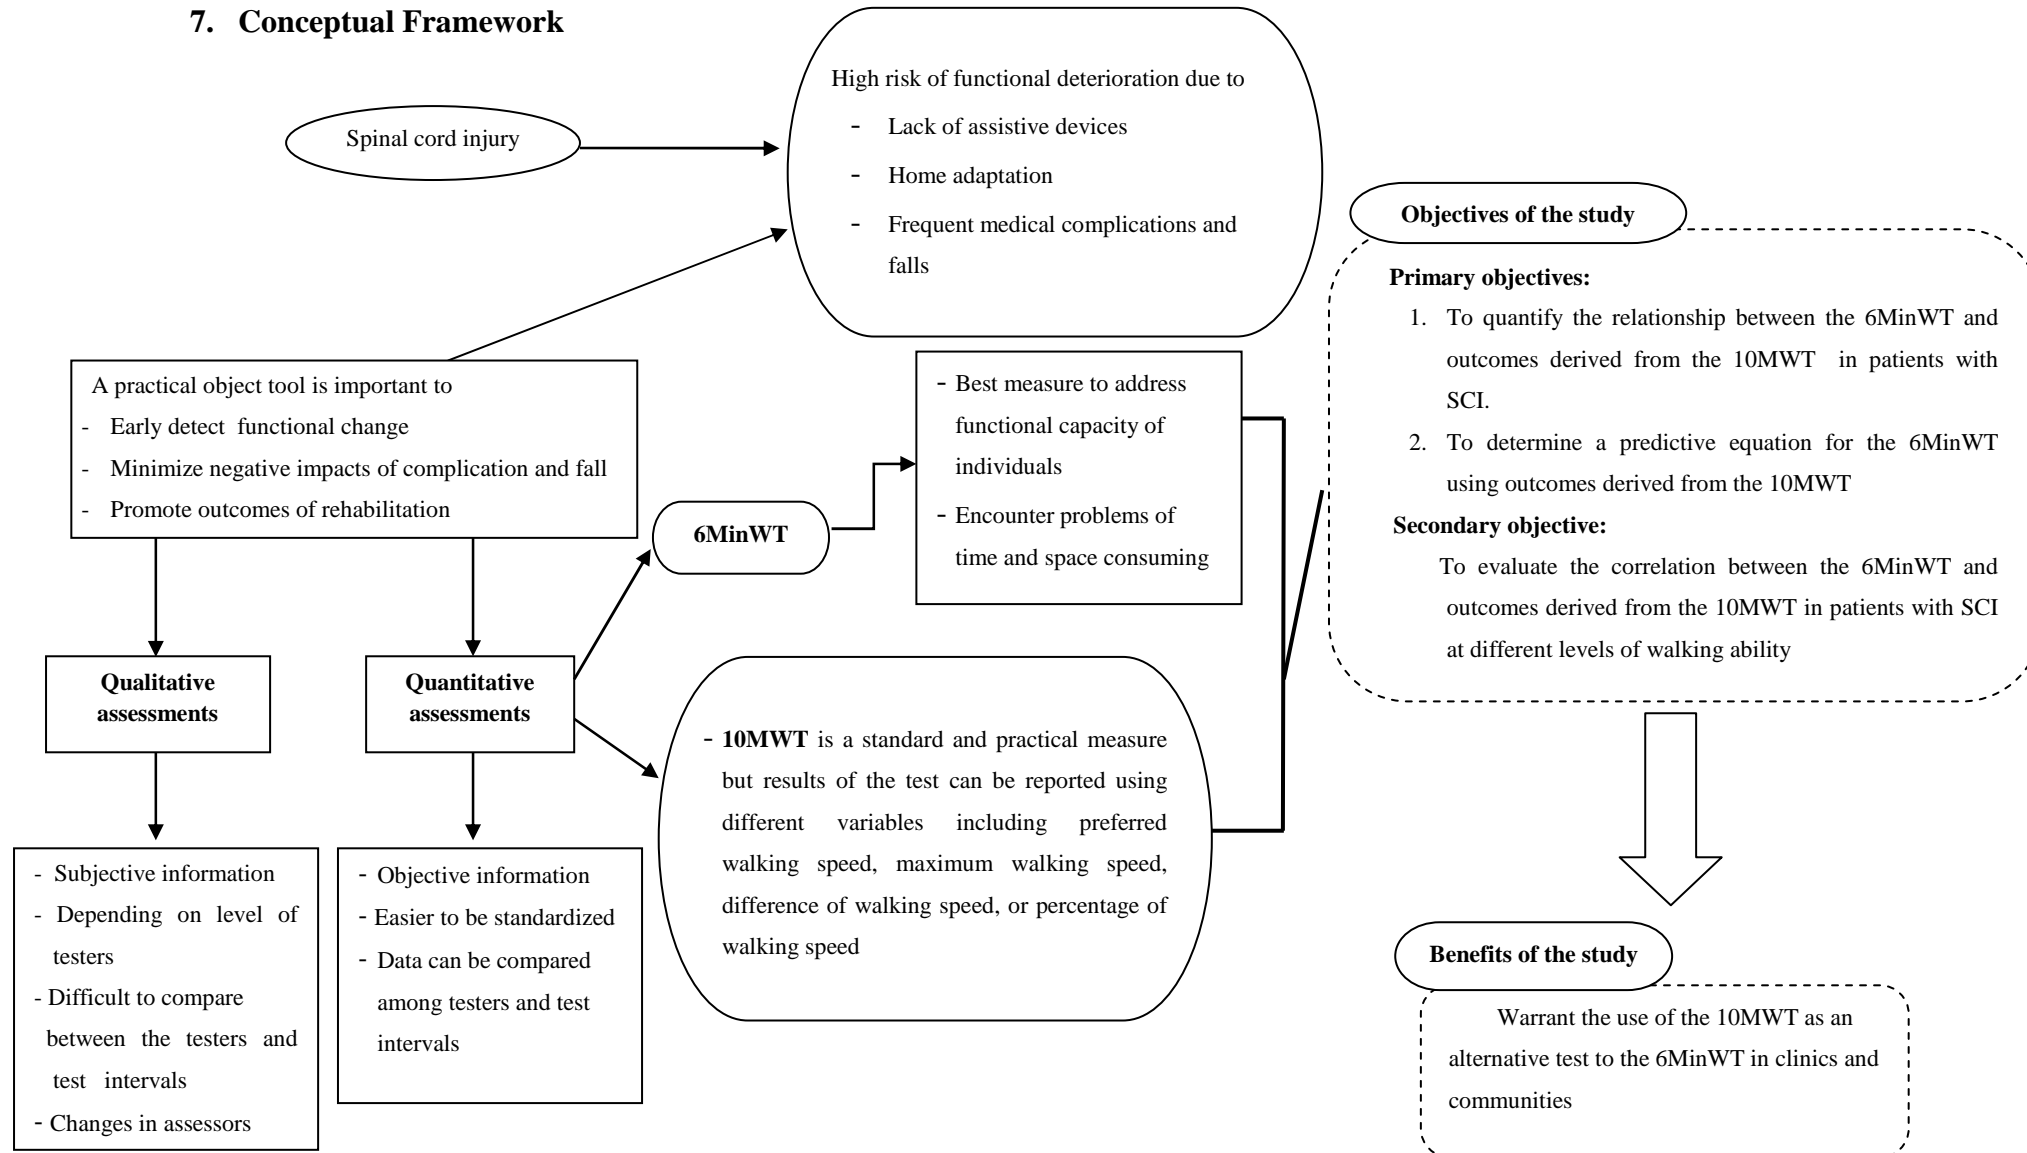 7. Conceptual Framework
Spinal cord injury
High risk of functional deterioration due to
- Lack of assistive devices
- Home adaptation
- Frequent medical complications and
falls
A practical object tool is important to
- Early detect functional change
- Minimize negative impacts of complication and fall
- Promote outcomes of rehabilitation
Qualitative
assessments
Quantitative
assessments
- Subjective information
- Depending on level of
testers
- Difficult to compare
between the testers and
test intervals
- Changes in assessors
- Objective information
- Easier to be standardized
- Data can be compared
among testers and test
intervals
6MinWT
- Best measure to address
functional capacity of
individuals
- Encounter problems of
time and space consuming
- 10MWT is a standard and practical measure
but results of the test can be reported using
different variables including preferred
walking speed, maximum walking speed,
difference of walking speed, or percentage of
walking speed
Objectives of the study
Primary objectives:
1. To quantify the relationship between the 6MinWT and
outcomes derived from the 10MWT in patients with
SCI.
2. To determine a predictive equation for the 6MinWT
using outcomes derived from the 10MWT
Secondary objective:
To evaluate the correlation between the 6MinWT and
outcomes derived from the 10MWT in patients with SCI
at different levels of walking ability
Benefits of the study
Warrant the use of the 10MWT as an
alternative test to the 6MinWT in clinics and
communities